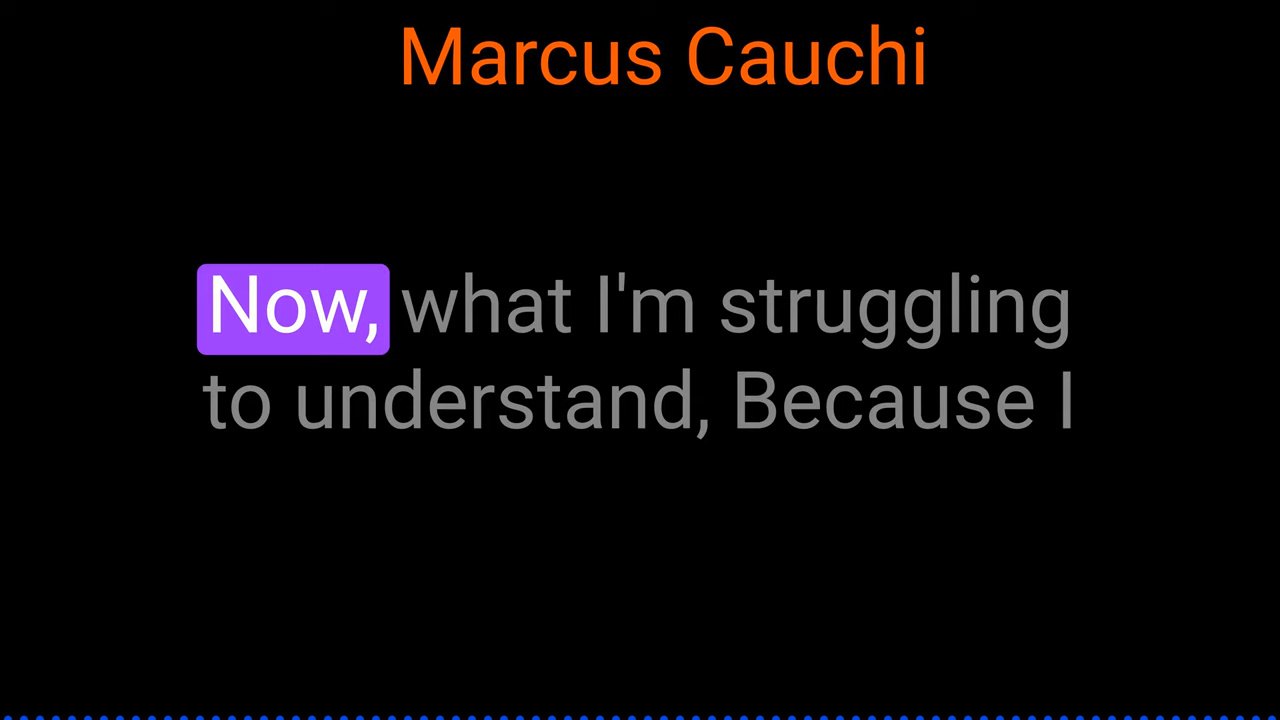 Marcus Cauchi
Now, what I'm struggling
to understand, Because I